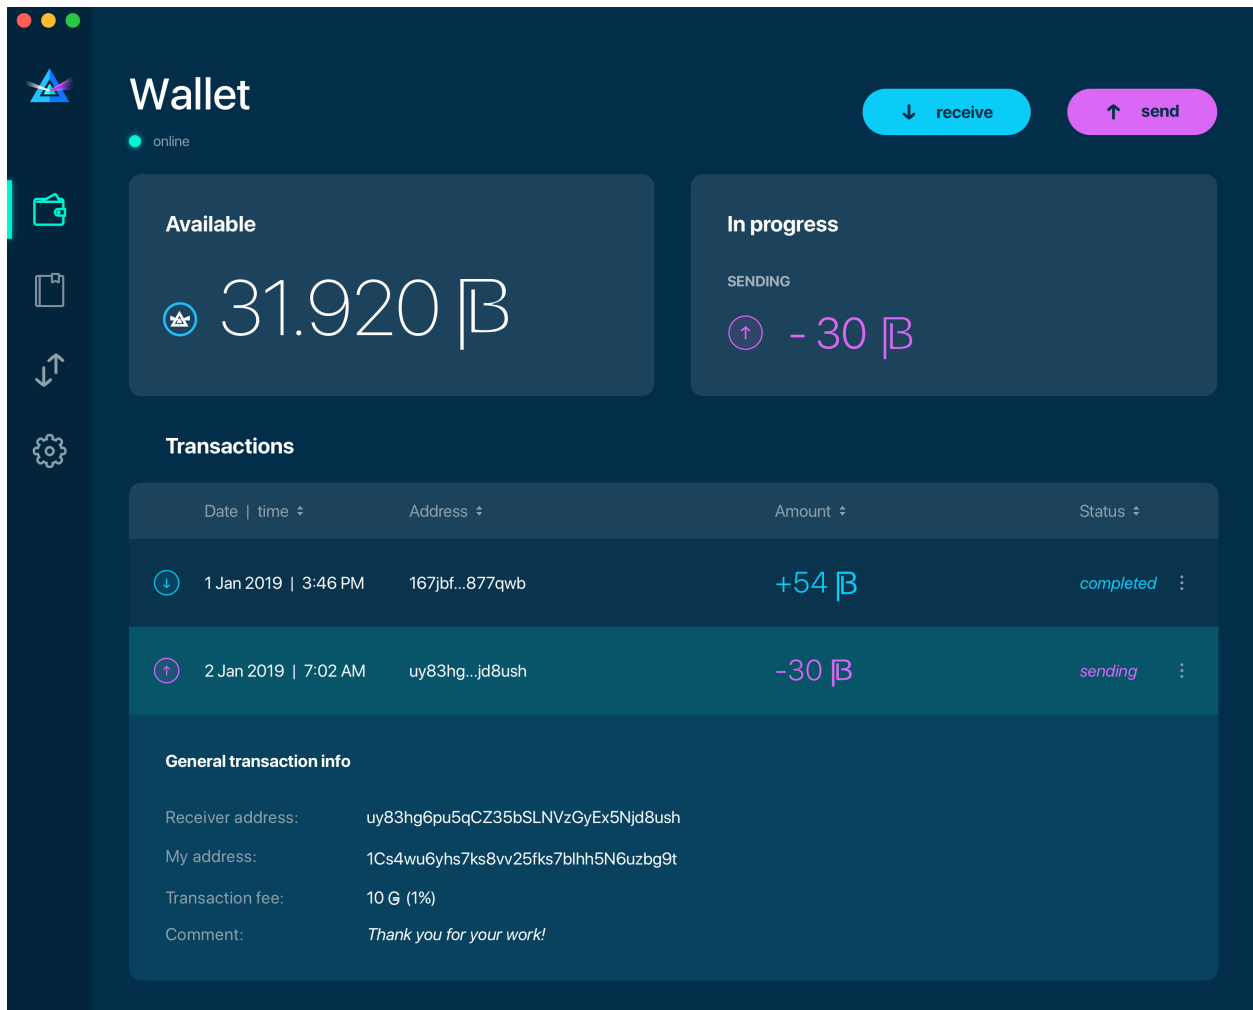 Wallet
receive
send
online
Available
In progress
31.920 β
SENDING
- 30 β
Transactions
Date | time
Address
Amount
Status
1 Jan 2019 | 3:46 PM 167jbf...877qwb +54 β completed
2 Jan 2019 | 7:02 AM uy83hg...jd8ush -30 β sending
General transaction info
Receiver address: uy83hg6pu5qCZ35bSLNVzGyEx5Njd8ush
My address: 1Cs4wu6yhs7ks8vv25fks7blhh5N6uzbg9t
Transaction fee: 10 G (1%)
Comment: Thank you for your work!